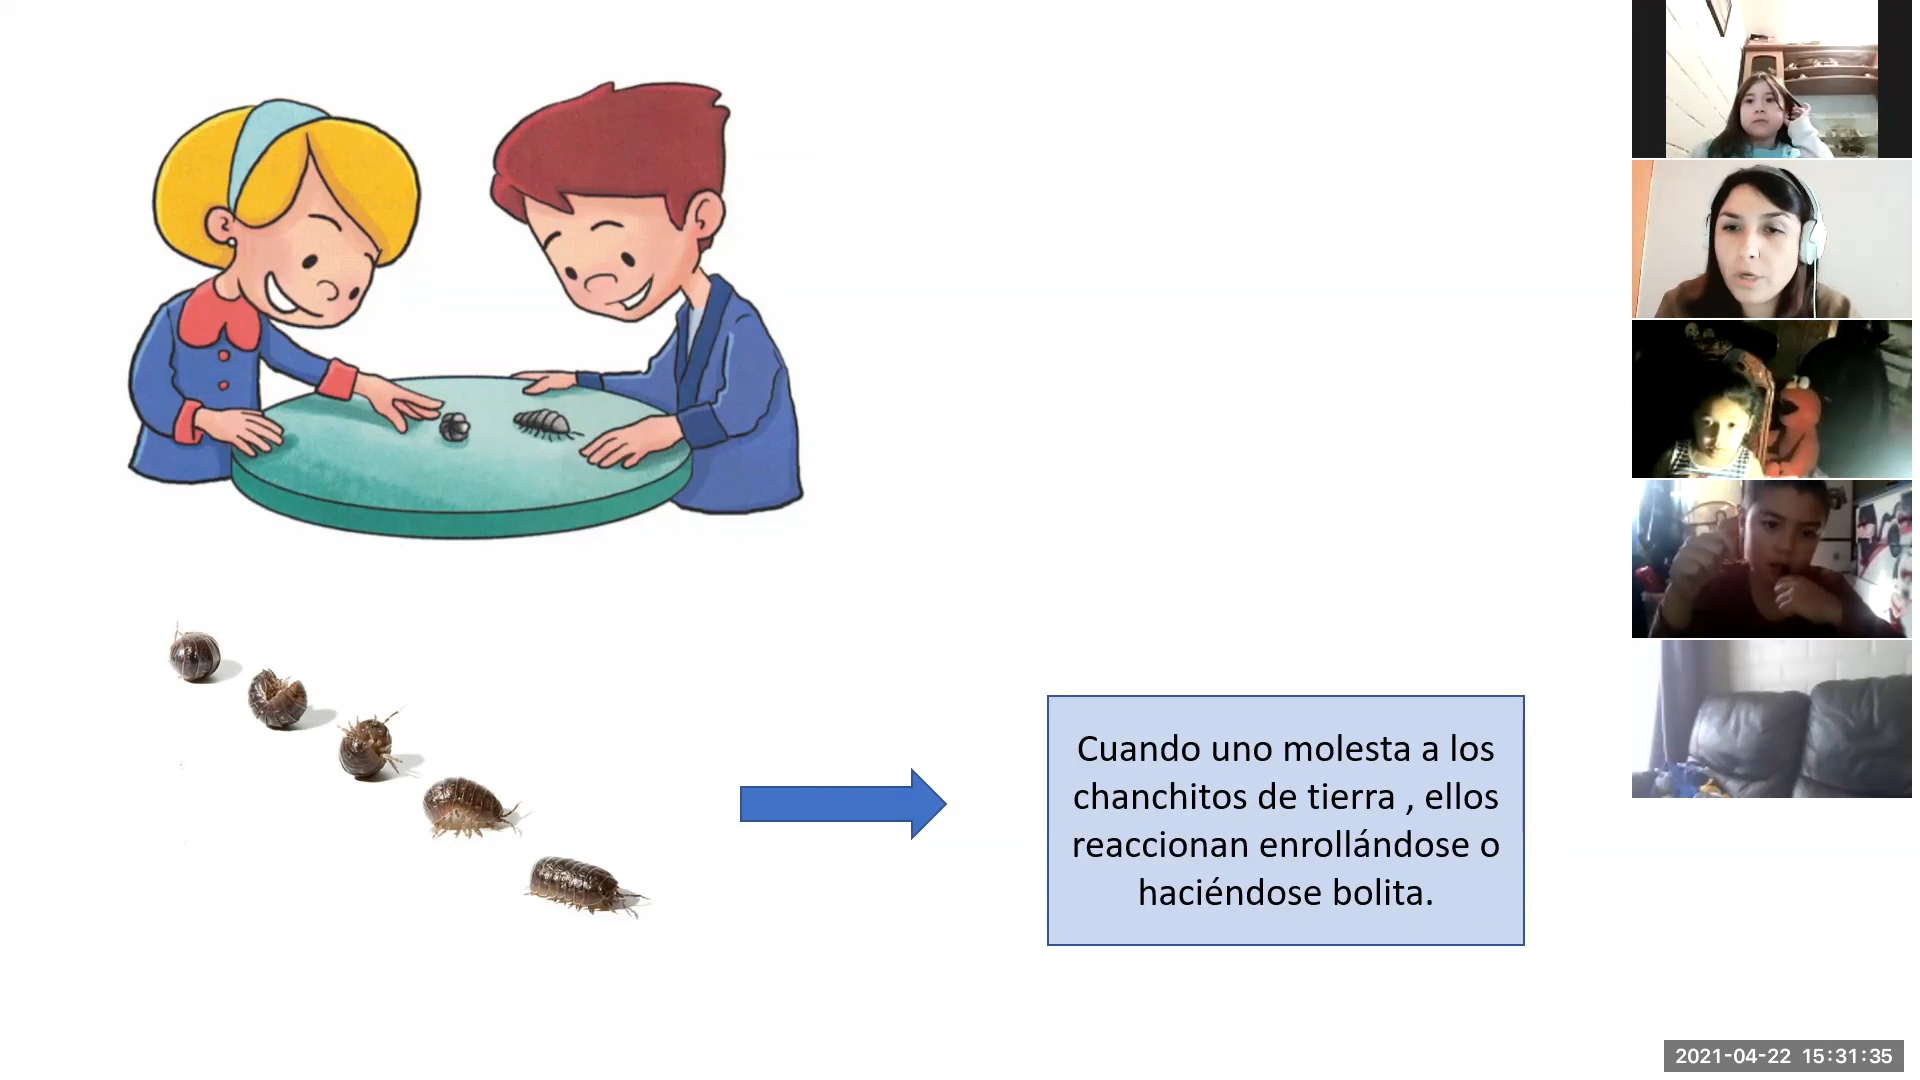 Cuando uno molesta a los
chanchitos de tierra , ellos
reaccionan enrollándose o
haciéndose bolita.
2021-04-22 15:31:35